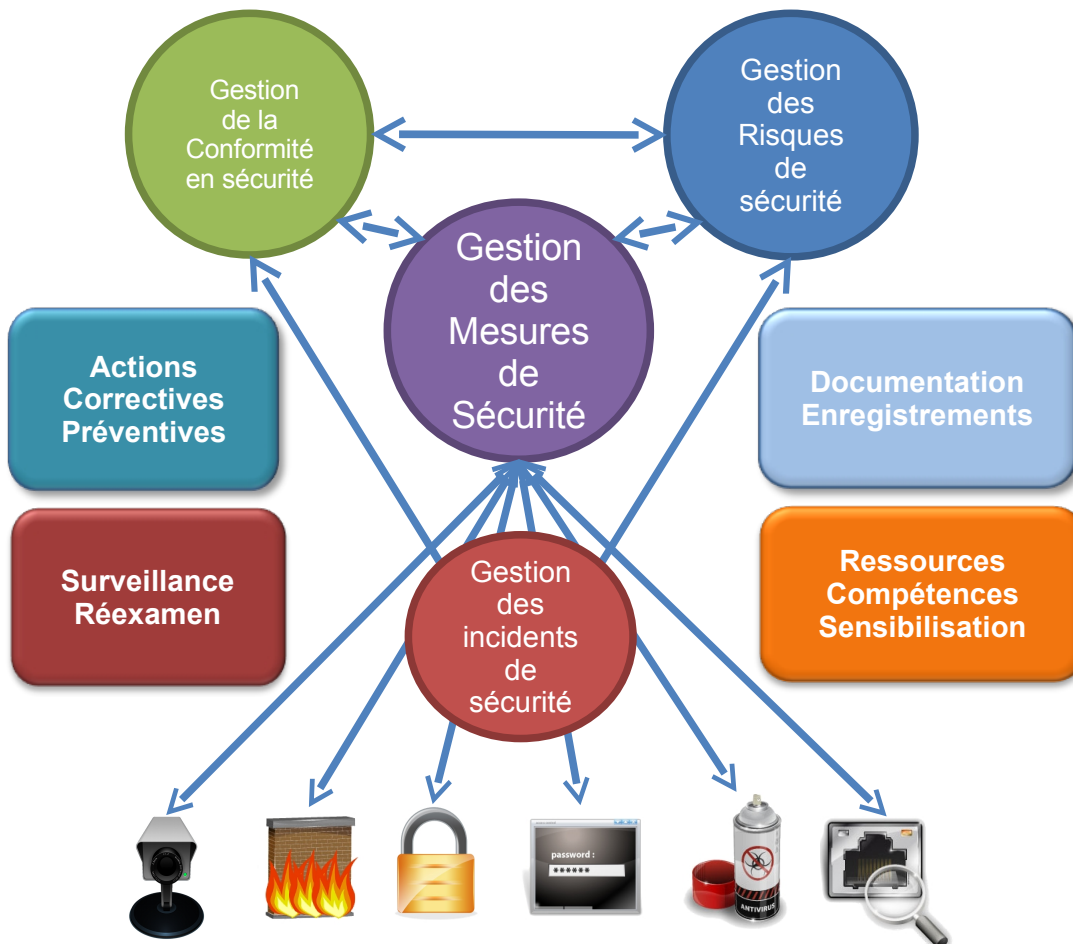 Gestion
de la
Conformité
en sécurité
Gestion
des
Risques
de
sécurité
Gestion
des
Mesures
de
Sécurité
Actions
Correctives
Préventives
Documentation
Enregistrements
Surveillance
Réexamen
Gestion
des
incidents
de
sécurité
Ressources
Compétences
Sensibilisation
password :
******
ANTIVIRUS